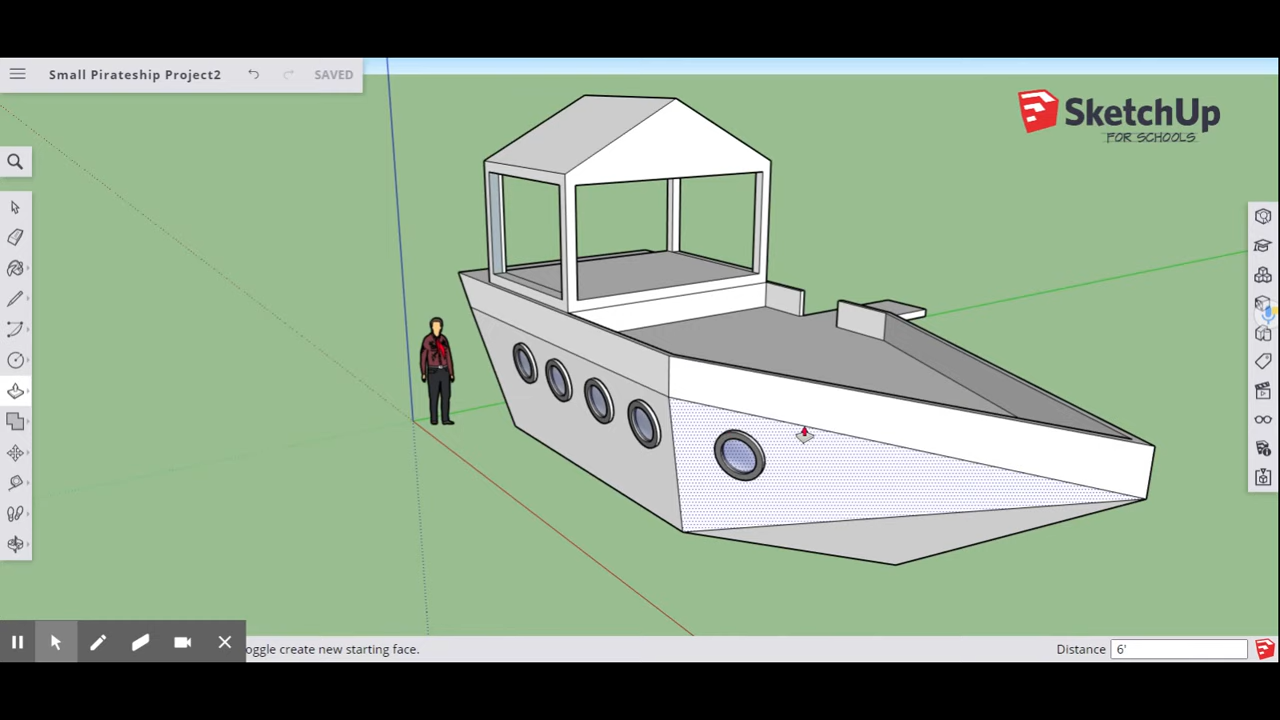 Small Pirateship Project2
SAVED
SketchUp
FOR SCHOOLS
oggle create new starting face.
Distance 6'